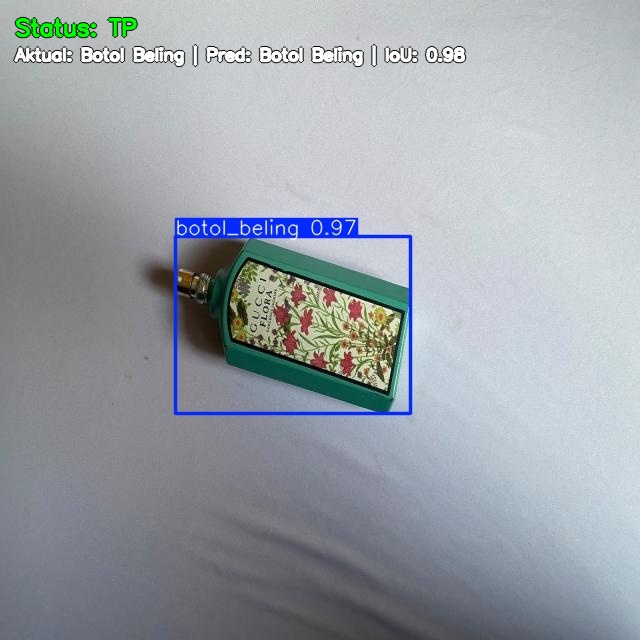 Status: TP
Aktual: Botol Beling | Pred: Botol Beling | IoU: 0.98
botol_beling 0.97
GUCCI
FLORA